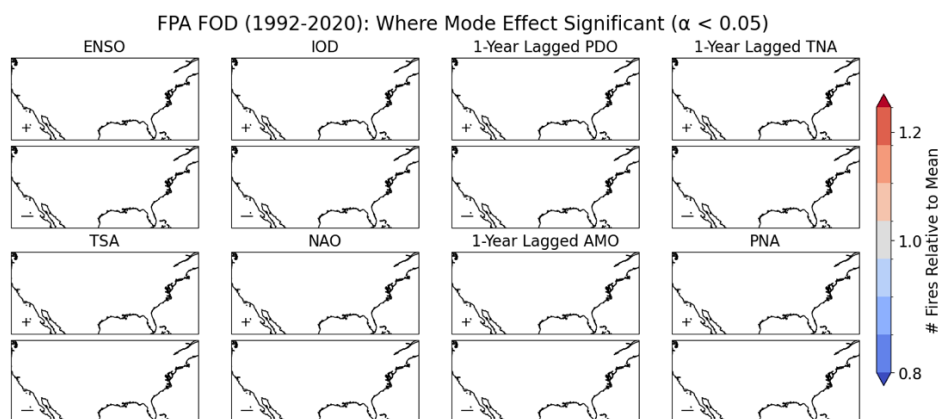 FPA FOD (1992-2020): Where Mode Effect Significant (α < 0.05)
ENSO
IOD
1-Year Lagged PDO
1-Year Lagged TNA
+
+
+
+
—
—
—
—
TSA
NAO
1-Year Lagged AMO
PNA
+
+
+
+
—
—
—
—
1.2
1.0
0.8
# Fires Relative to Mean